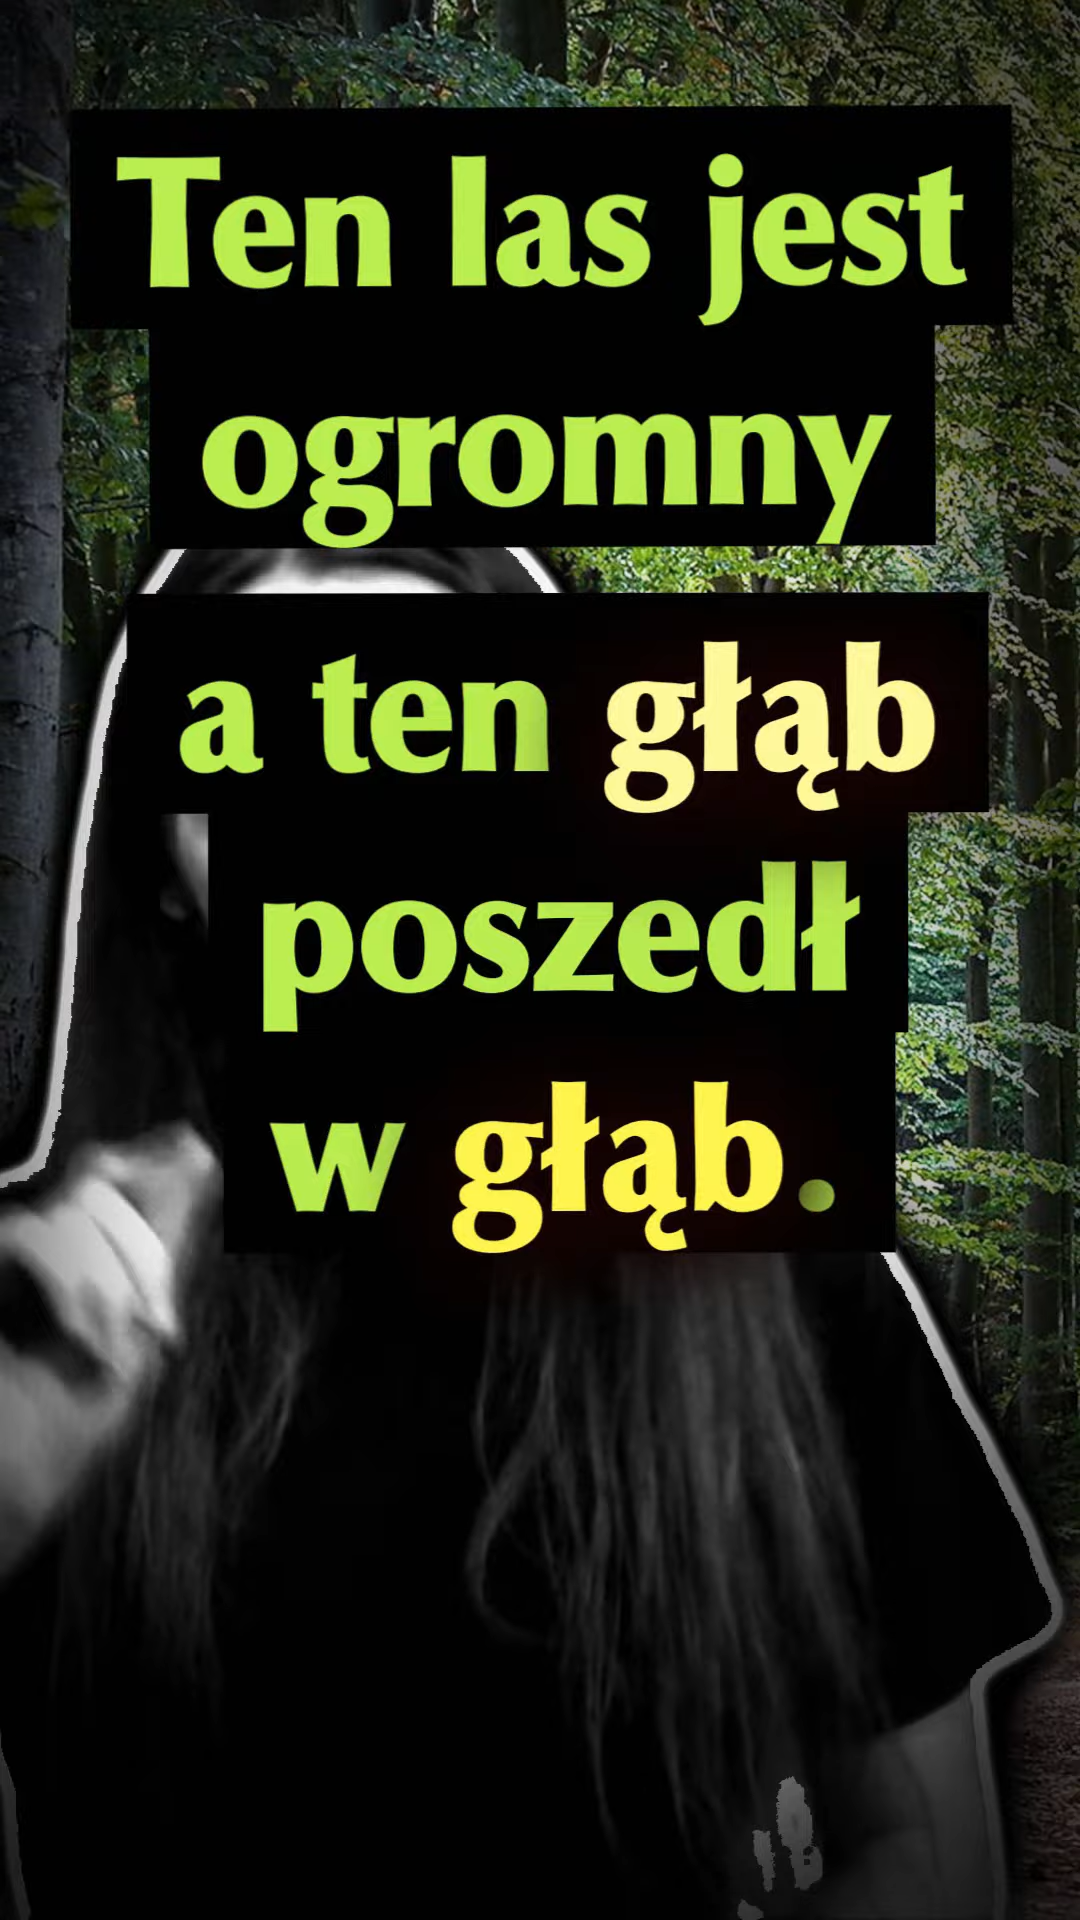 Ten las jest
ogromny
a ten głąb
poszedł
w głąb.